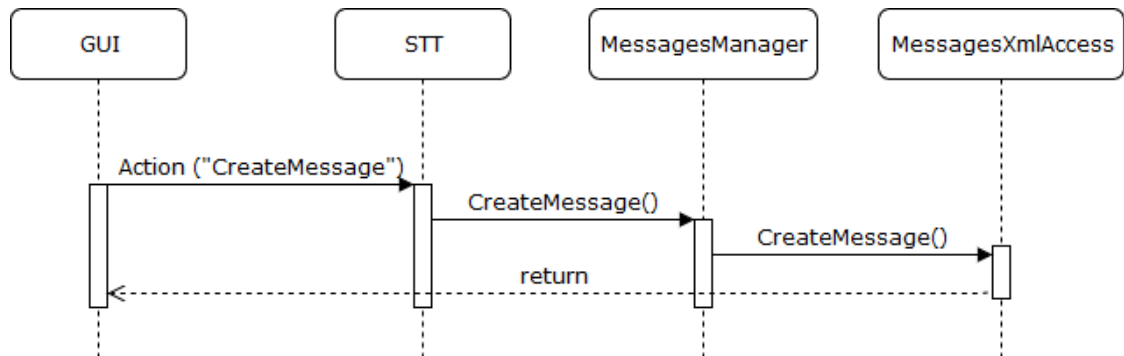 GUI
STT
MessagesManager
MessagesXmlAccess
Action ("CreateMessage")
CreateMessage()
CreateMessage()
return